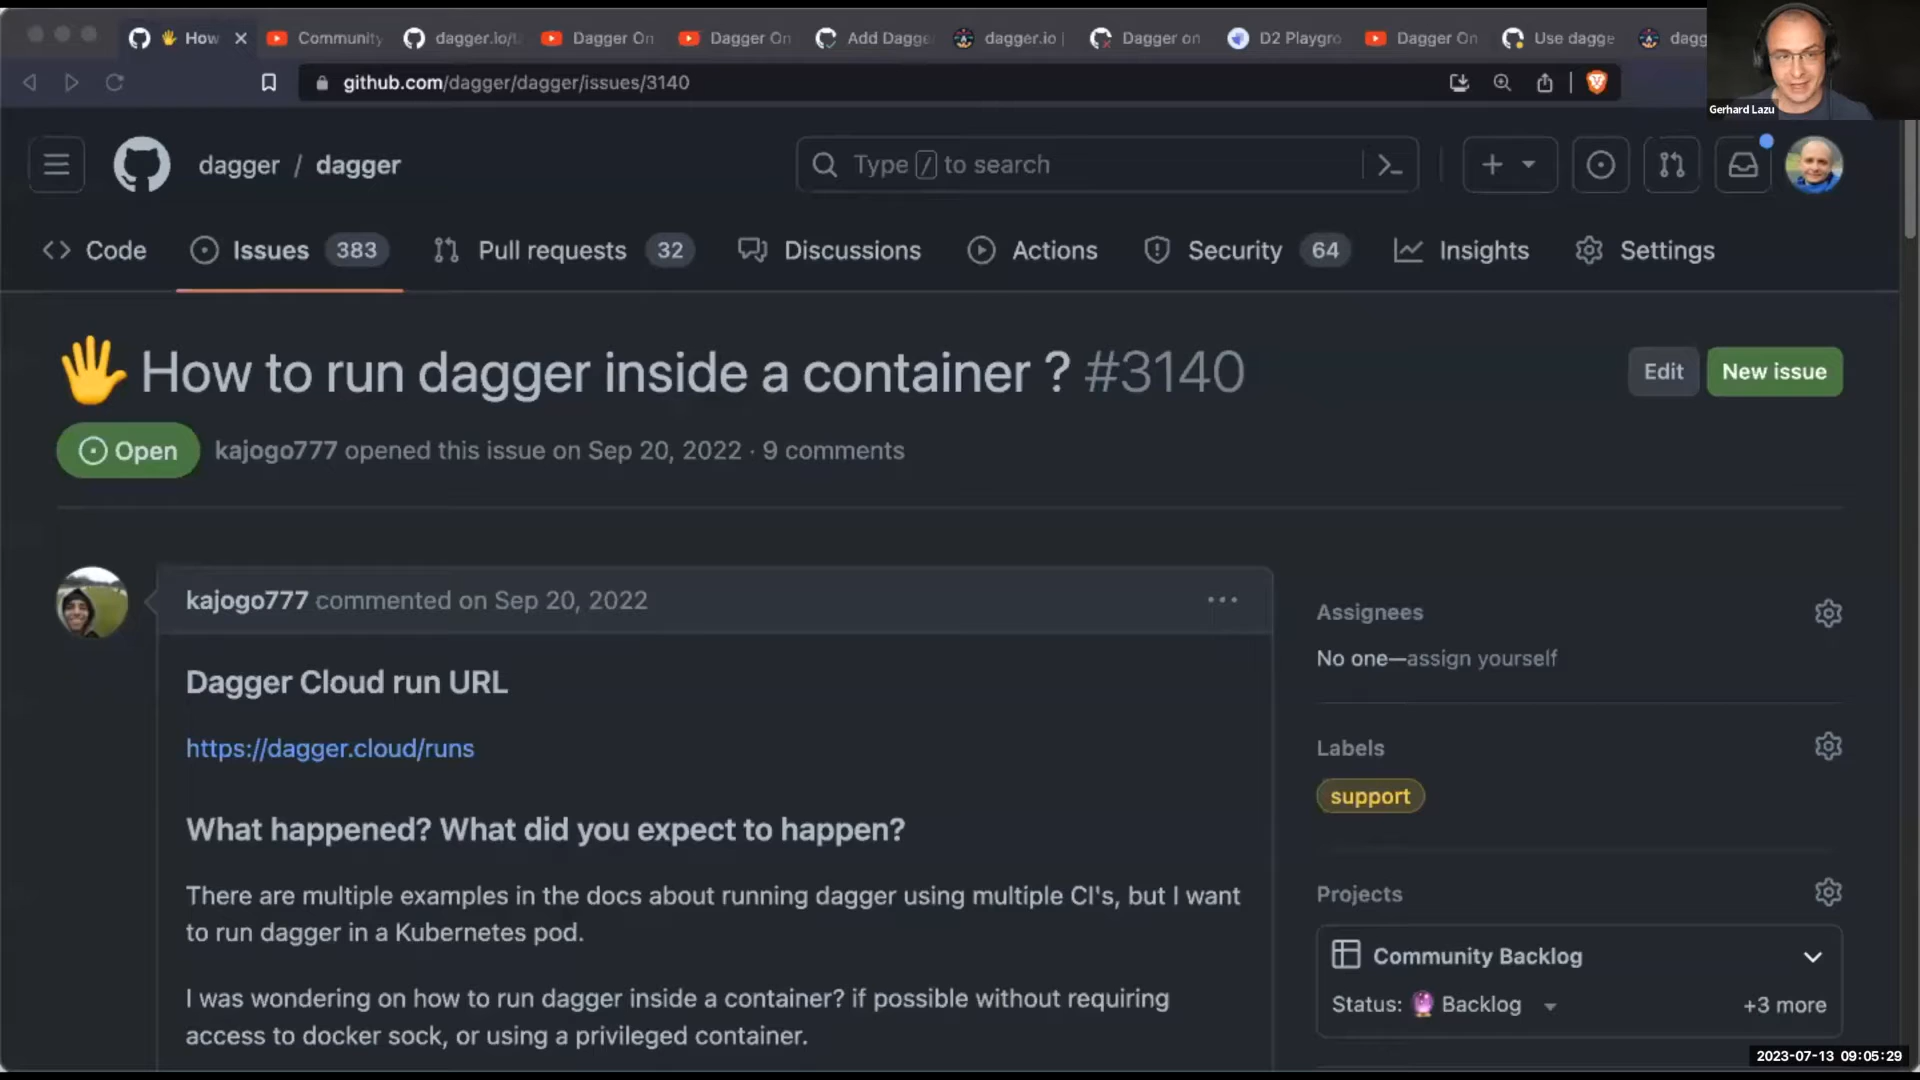 🖐 How
Community
dagger.io/t
Dagger On
Dagger On
Add Dagge
dagger.io
Dagger on
D2 Playgro
Dagger On
Use dagge
dagg
github.com/dagger/dagger/issues/3140
Gerhard Lazu
dagger / dagger
Type / to search
Code
Issues 383
Pull requests 32
Discussions
Actions
Security 64
Insights
Settings
🖐 How to run dagger inside a container ? #3140
Edit
New issue
Open
kajogo777 opened this issue on Sep 20, 2022 · 9 comments
kajogo777 commented on Sep 20, 2022
Dagger Cloud run URL
https://dagger.cloud/runs
What happened? What did you expect to happen?
There are multiple examples in the docs about running dagger using multiple CI's, but I want
to run dagger in a Kubernetes pod.
I was wondering on how to run dagger inside a container? if possible without requiring
access to docker sock, or using a privileged container.
Assignees
No one—assign yourself
Labels
support
Projects
Community Backlog
Status: 🔮 Backlog
+3 more
2023-07-13 09:05:29